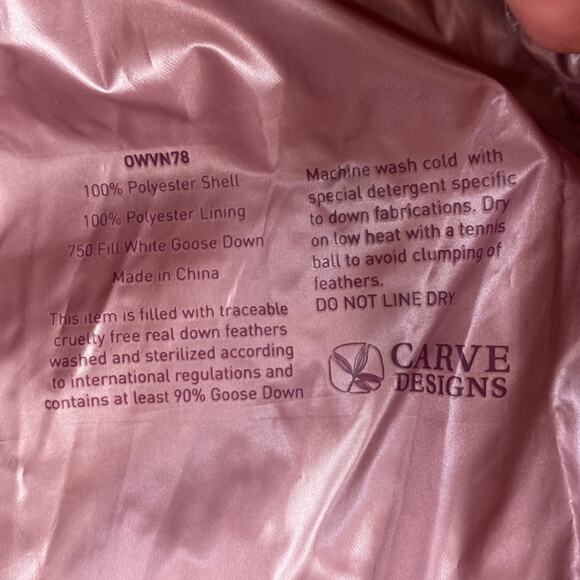 OWVN78
100% Polyester Shell
100% Polyester Lining
750 Fill White Goose Down
Made in China
This item is filled with traceable
cruelty free real down feathers
washed and sterilized according
to international regulations and
contains at least 90% Goose Down
Machine wash cold with
special detergent specific
to down fabrications. Dry
on low heat with a tennis
ball to avoid clumping of
feathers.
DO NOT LINE DRY.
CARVE
DESIGNS